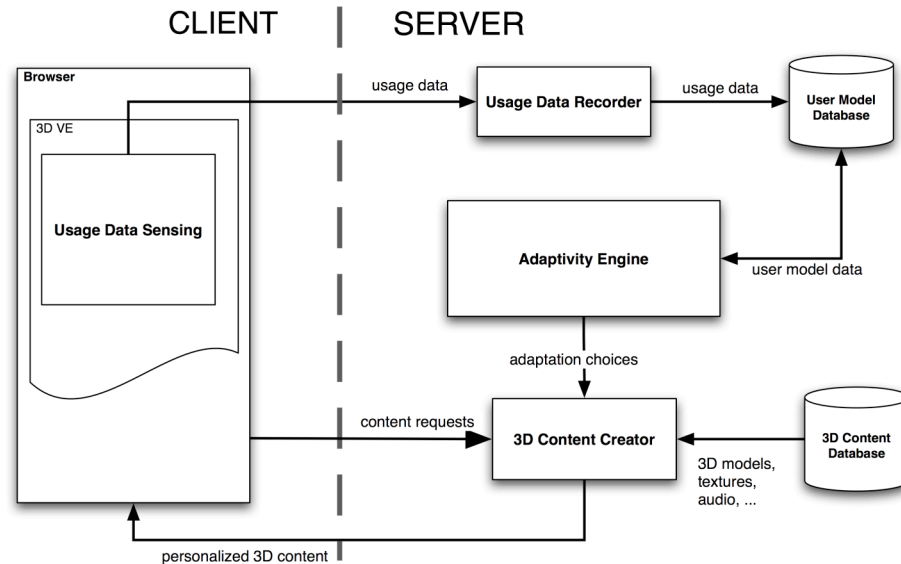 CLIENT
SERVER
Browser
3D VE
Usage Data Sensing
usage data
Usage Data Recorder
usage data
User Model
Database
Adaptivity Engine
user model data
adaptation choices
content requests
3D Content Creator
3D models,
textures,
audio, ...
3D Content
Database
personalized 3D content